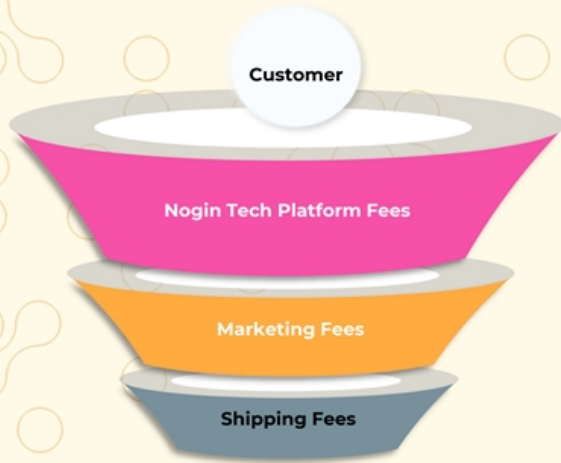 Customer
Nogin Tech Platform Fees
Marketing Fees
Shipping Fees